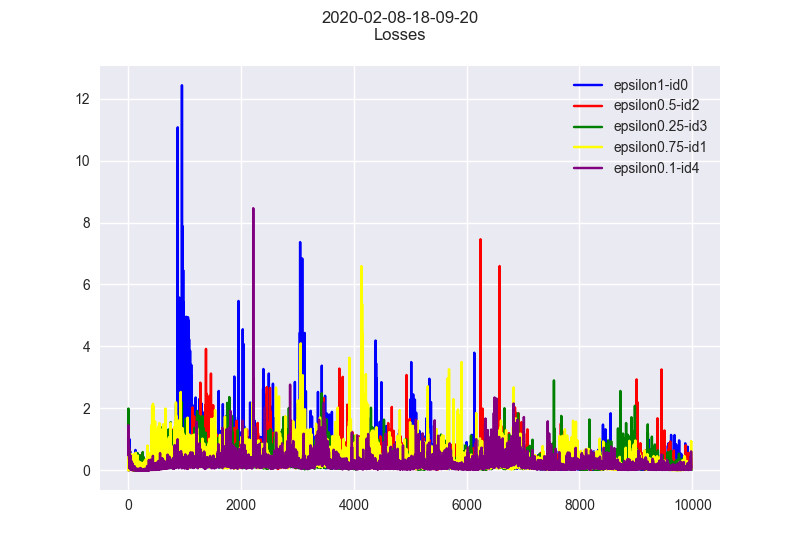 2020-02-08-18-09-20
Losses
epsilon1-id0
epsilon0.5-id2
epsilon0.25-id3
epsilon0.75-id1
epsilon0.1-id4
12
10
8
6
4
2
0
0 2000 4000 6000 8000 10000